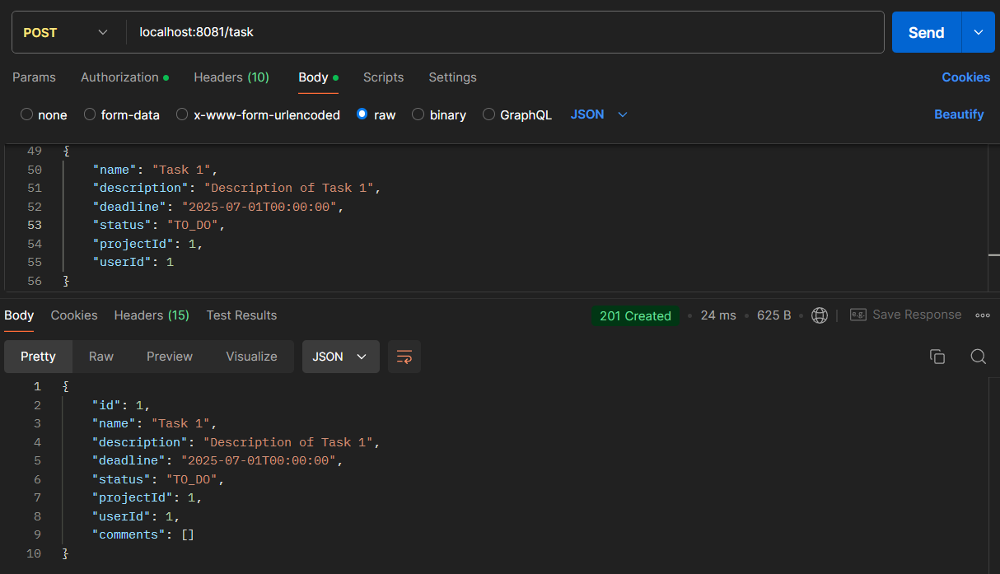 POST localhost:8081/task Send
Params Authorization Headers (10) Body Scripts Settings Cookies
none form-data x-www-form-urlencoded raw binary GraphQL JSON Beautify
49 {
50 "name": "Task 1",
51 "description": "Description of Task 1",
52 "deadline": "2025-07-01T00:00:00",
53 "status": "TO_DO",
54 "projectId": 1,
55 "userId": 1
56 }
Body Cookies Headers (15) Test Results 201 Created • 24 ms • 625 B • | e.g. Save Response
Pretty Raw Preview Visualize JSON
1 {
2 "id": 1,
3 "name": "Task 1",
4 "description": "Description of Task 1",
5 "deadline": "2025-07-01T00:00:00",
6 "status": "TO_DO",
7 "projectId": 1,
8 "userId": 1,
9 "comments": []
10 }